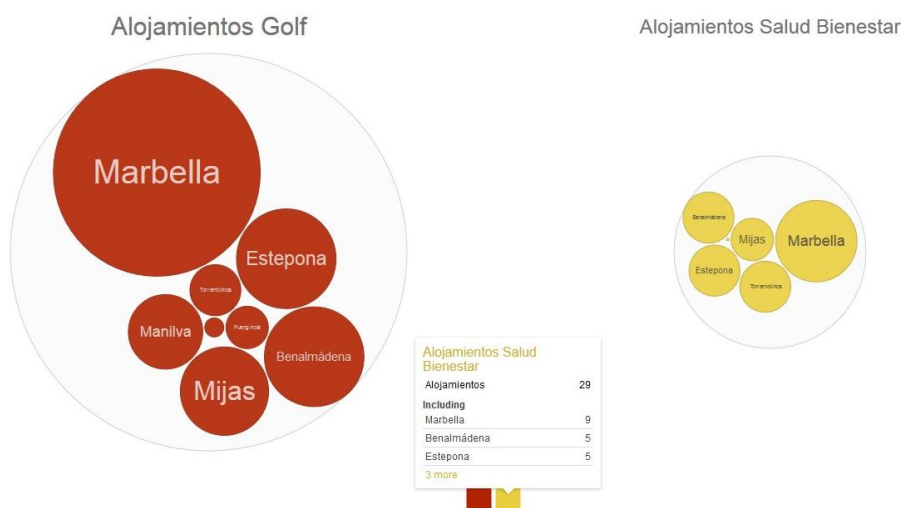 Alojamientos Golf
Marbella
Estepona
Torremolinos
Manilva
Fuengirola
Benalmádena
Mijas
Alojamientos Salud Bienestar
Benalmádena
Mijas
Marbella
Estepona
Torremolinos
Alojamientos Salud
Bienestar
Alojamientos 29
Including
Marbella 9
Benalmádena 5
Estepona 5
3 more